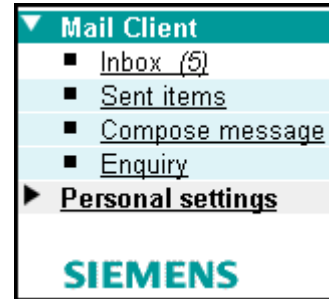 Mail Client
Inbox (5)
Sent items
Compose message
Enquiry
Personal settings
SIEMENS